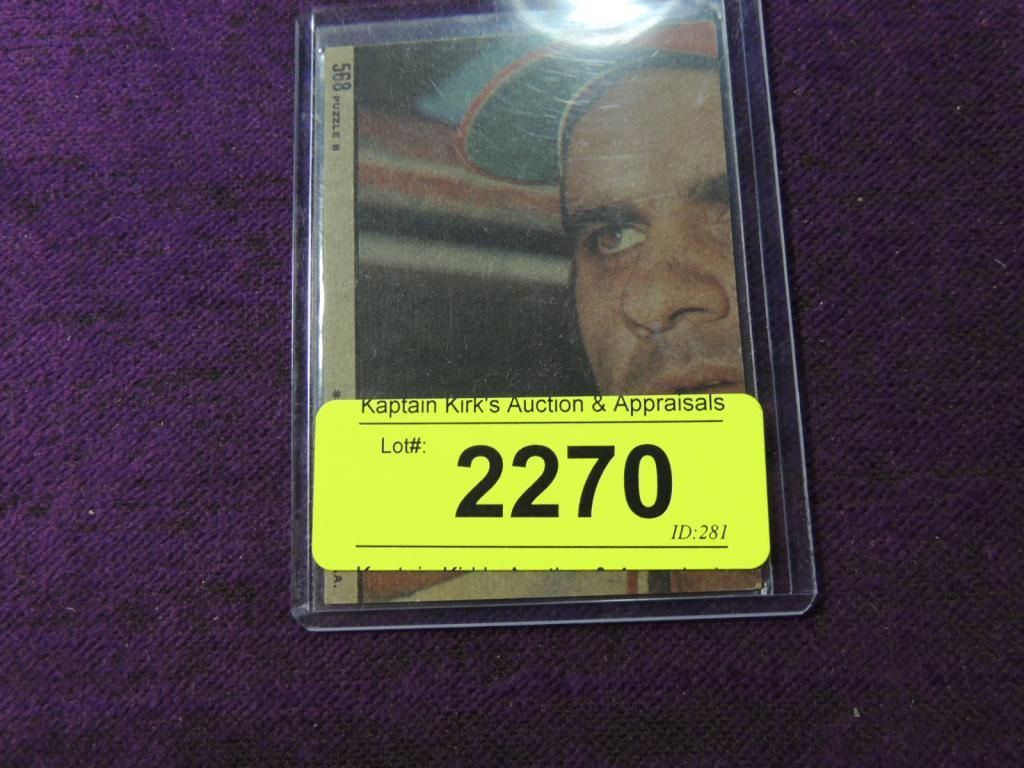 568 PUZZLE B
*
Kaptain Kirk's Auction & Appraisals
Lot#:
2270
ID:281
.A.